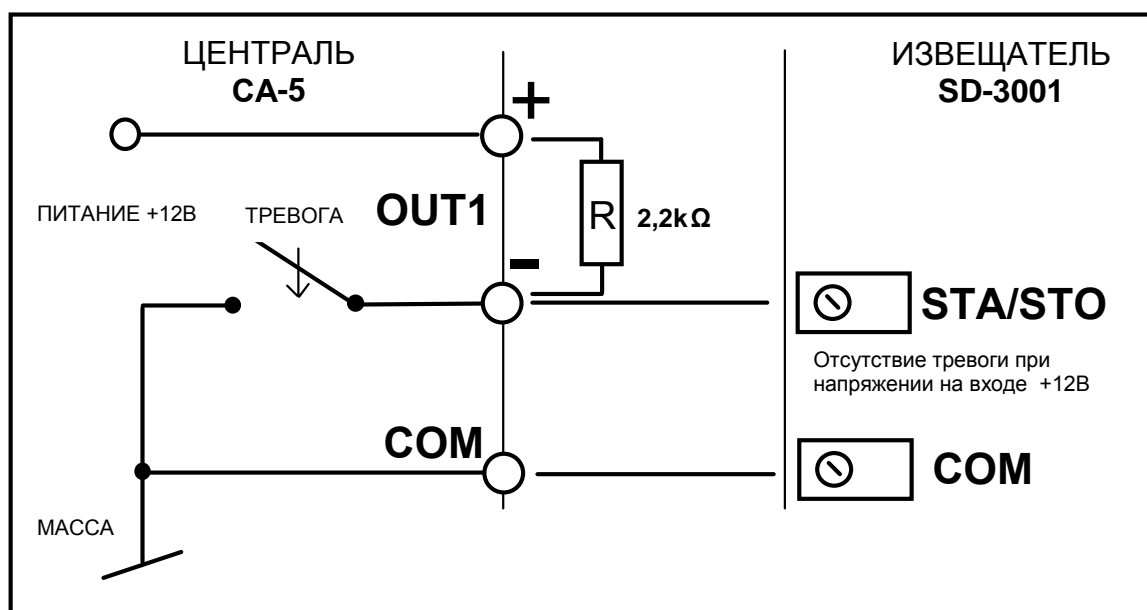 ЦЕНТРАЛЬ
CA-5
ИЗВЕЩАТЕЛЬ
SD-3001
+
ПИТАНИЕ +12В
ТРЕВОГА
OUT1
R
2,2kΩ
-
STA/STO
Отсутствие тревоги при
напряжении на входе +12В
COM
COM
МАССА